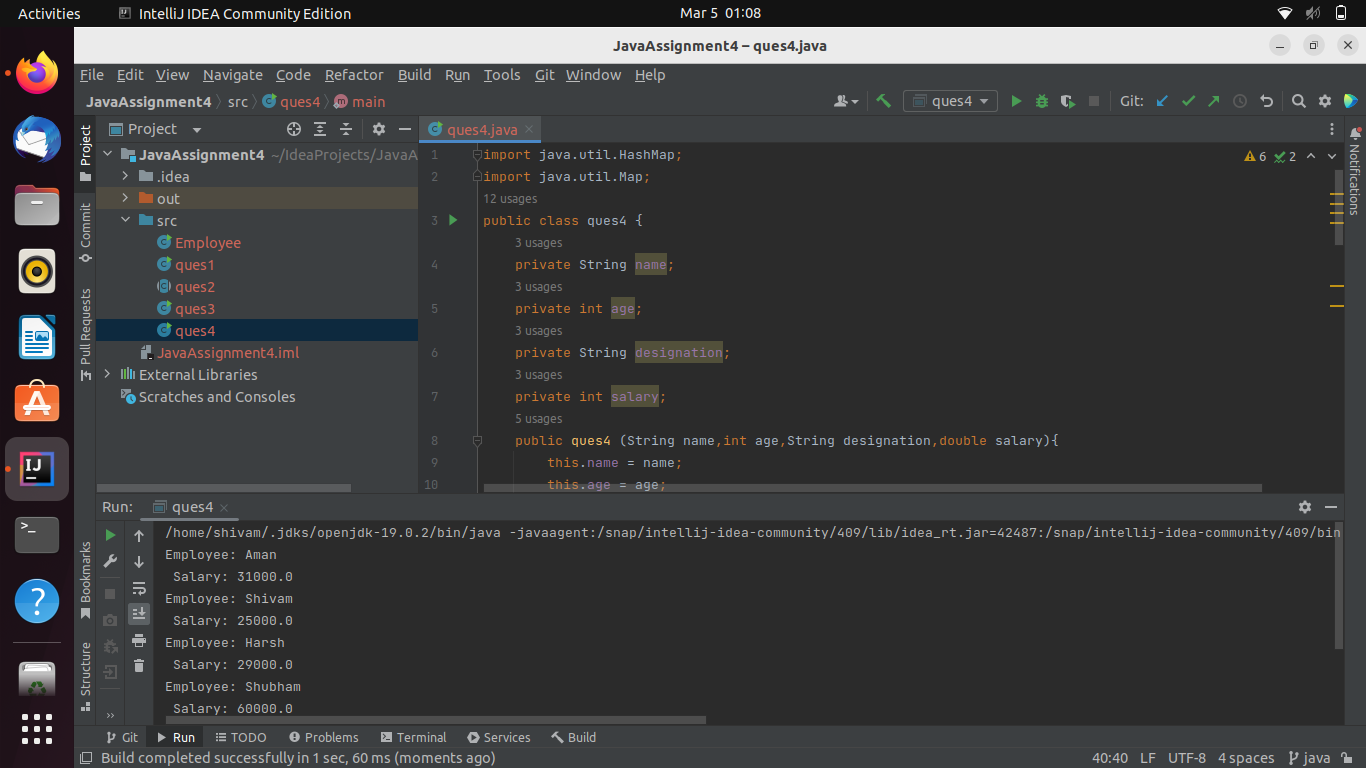 Activities IntelliJ IDEA Community Edition Mar 5 01:08
JavaAssignment4 – ques4.java
File Edit View Navigate Code Refactor Build Run Tools Git Window Help
JavaAssignment4 src ques4 main ques4 Git:
Project
ques4.java
Project
Commit
Pull Requests
Bookmarks
Structure
Notifications
JavaAssignment4 ~/IdeaProjects/JavaA
.idea
out
src
Employee
ques1
ques2
ques3
ques4
JavaAssignment4.iml
External Libraries
Scratches and Consoles
6 2
1 import java.util.HashMap;
2 import java.util.Map;
12 usages
3 public class ques4 {
3 usages
4 private String name;
3 usages
5 private int age;
3 usages
6 private String designation;
3 usages
7 private int salary;
5 usages
8 public ques4 (String name,int age,String designation,double salary){
9 this.name = name;
10 this.age = age;
Run: ques4
/home/shivam/.jdks/openjdk-19.0.2/bin/java -javaagent:/snap/intellij-idea-community/409/lib/idea_rt.jar=42487:/snap/intellij-idea-community/409/bin
Employee: Aman
Salary: 31000.0
Employee: Shivam
Salary: 25000.0
Employee: Harsh
Salary: 29000.0
Employee: Shubham
Salary: 60000.0
Git Run TODO Problems Terminal Services Build
Build completed successfully in 1 sec, 60 ms (moments ago) 40:40 LF UTF-8 4 spaces java